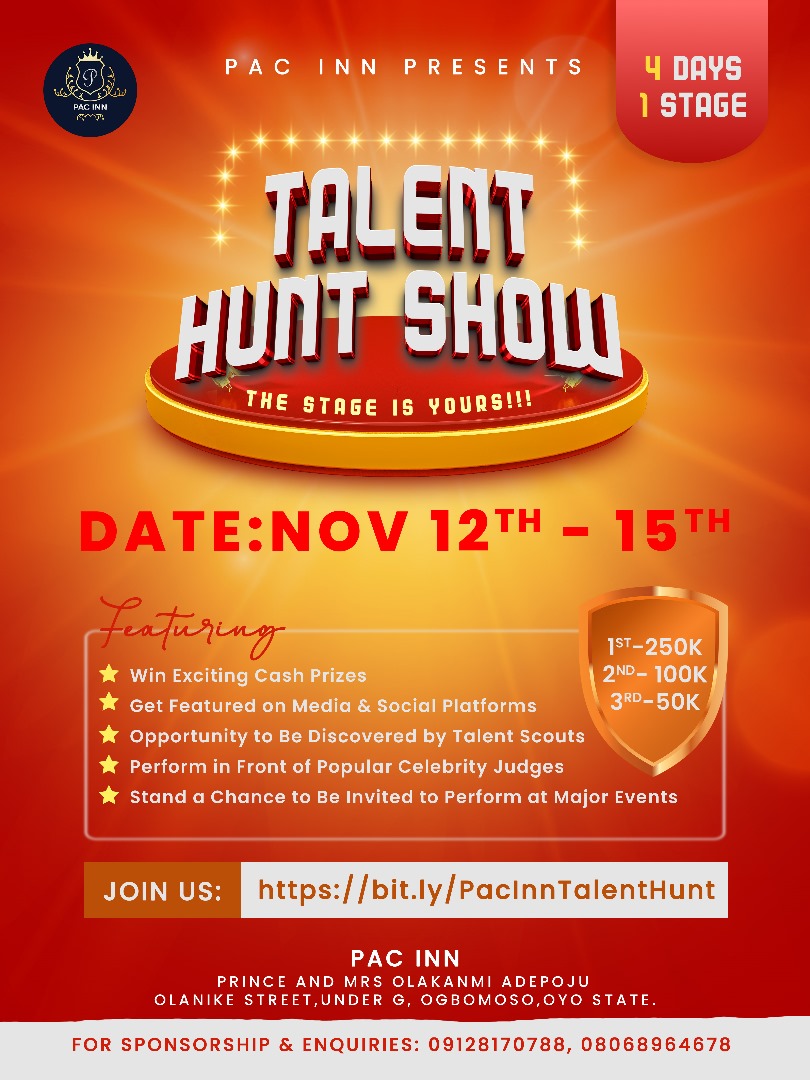 P
PAC INN
PAC INN PRESENTS
4 DAYS
1 STAGE
TALENT
HUNT SHOW
THE STAGE IS YOURS!!!
DATE:NOV 12TH - 15TH
Featuring
Win Exciting Cash Prizes
Get Featured on Media & Social Platforms
Opportunity to Be Discovered by Talent Scouts
Perform in Front of Popular Celebrity Judges
Stand a Chance to Be Invited to Perform at Major Events
1ST-250K
2ND- 100K
3RD-50K
JOIN US: https://bit.ly/PacInnTalentHunt
PAC INN
PRINCE AND MRS OLAKANMI ADEPOJU
OLANIKE STREET,UNDER G, OGBOMOSO,OYO STATE.
FOR SPONSORSHIP & ENQUIRIES: 09128170788, 08068964678